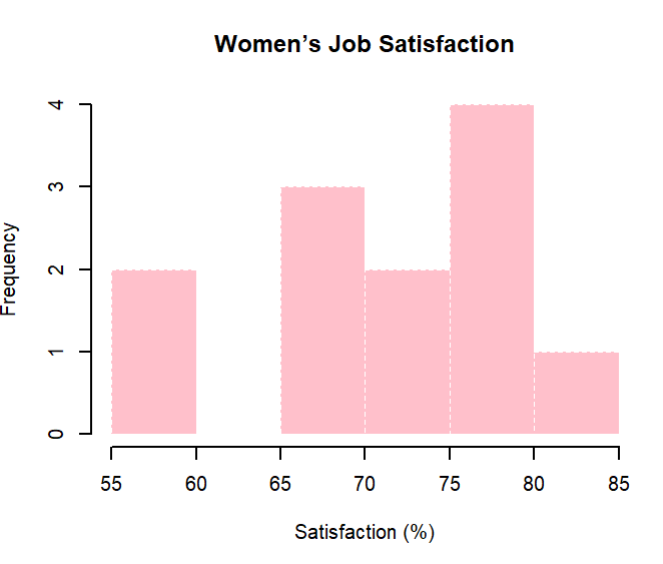 Women’s Job Satisfaction
Frequency
4
3
2
1
0
55 60 65 70 75 80 85
Satisfaction (%)